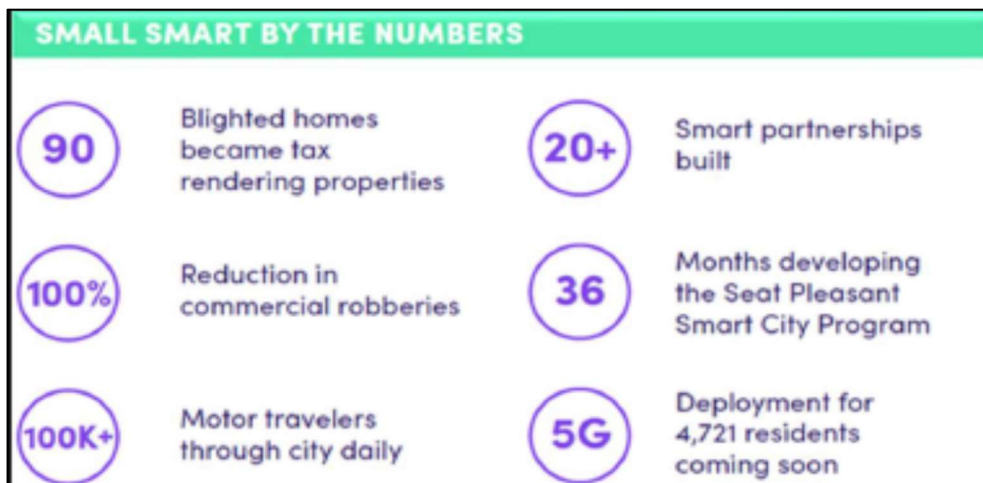 SMALL SMART BY THE NUMBERS
90
Blighted homes
became tax
rendering properties
20+
Smart partnerships
built
100%
Reduction in
commercial robberies
36
Months developing
the Seat Pleasant
Smart City Program
100K+
Motor travelers
through city daily
5G
Deployment for
4,721 residents
coming soon